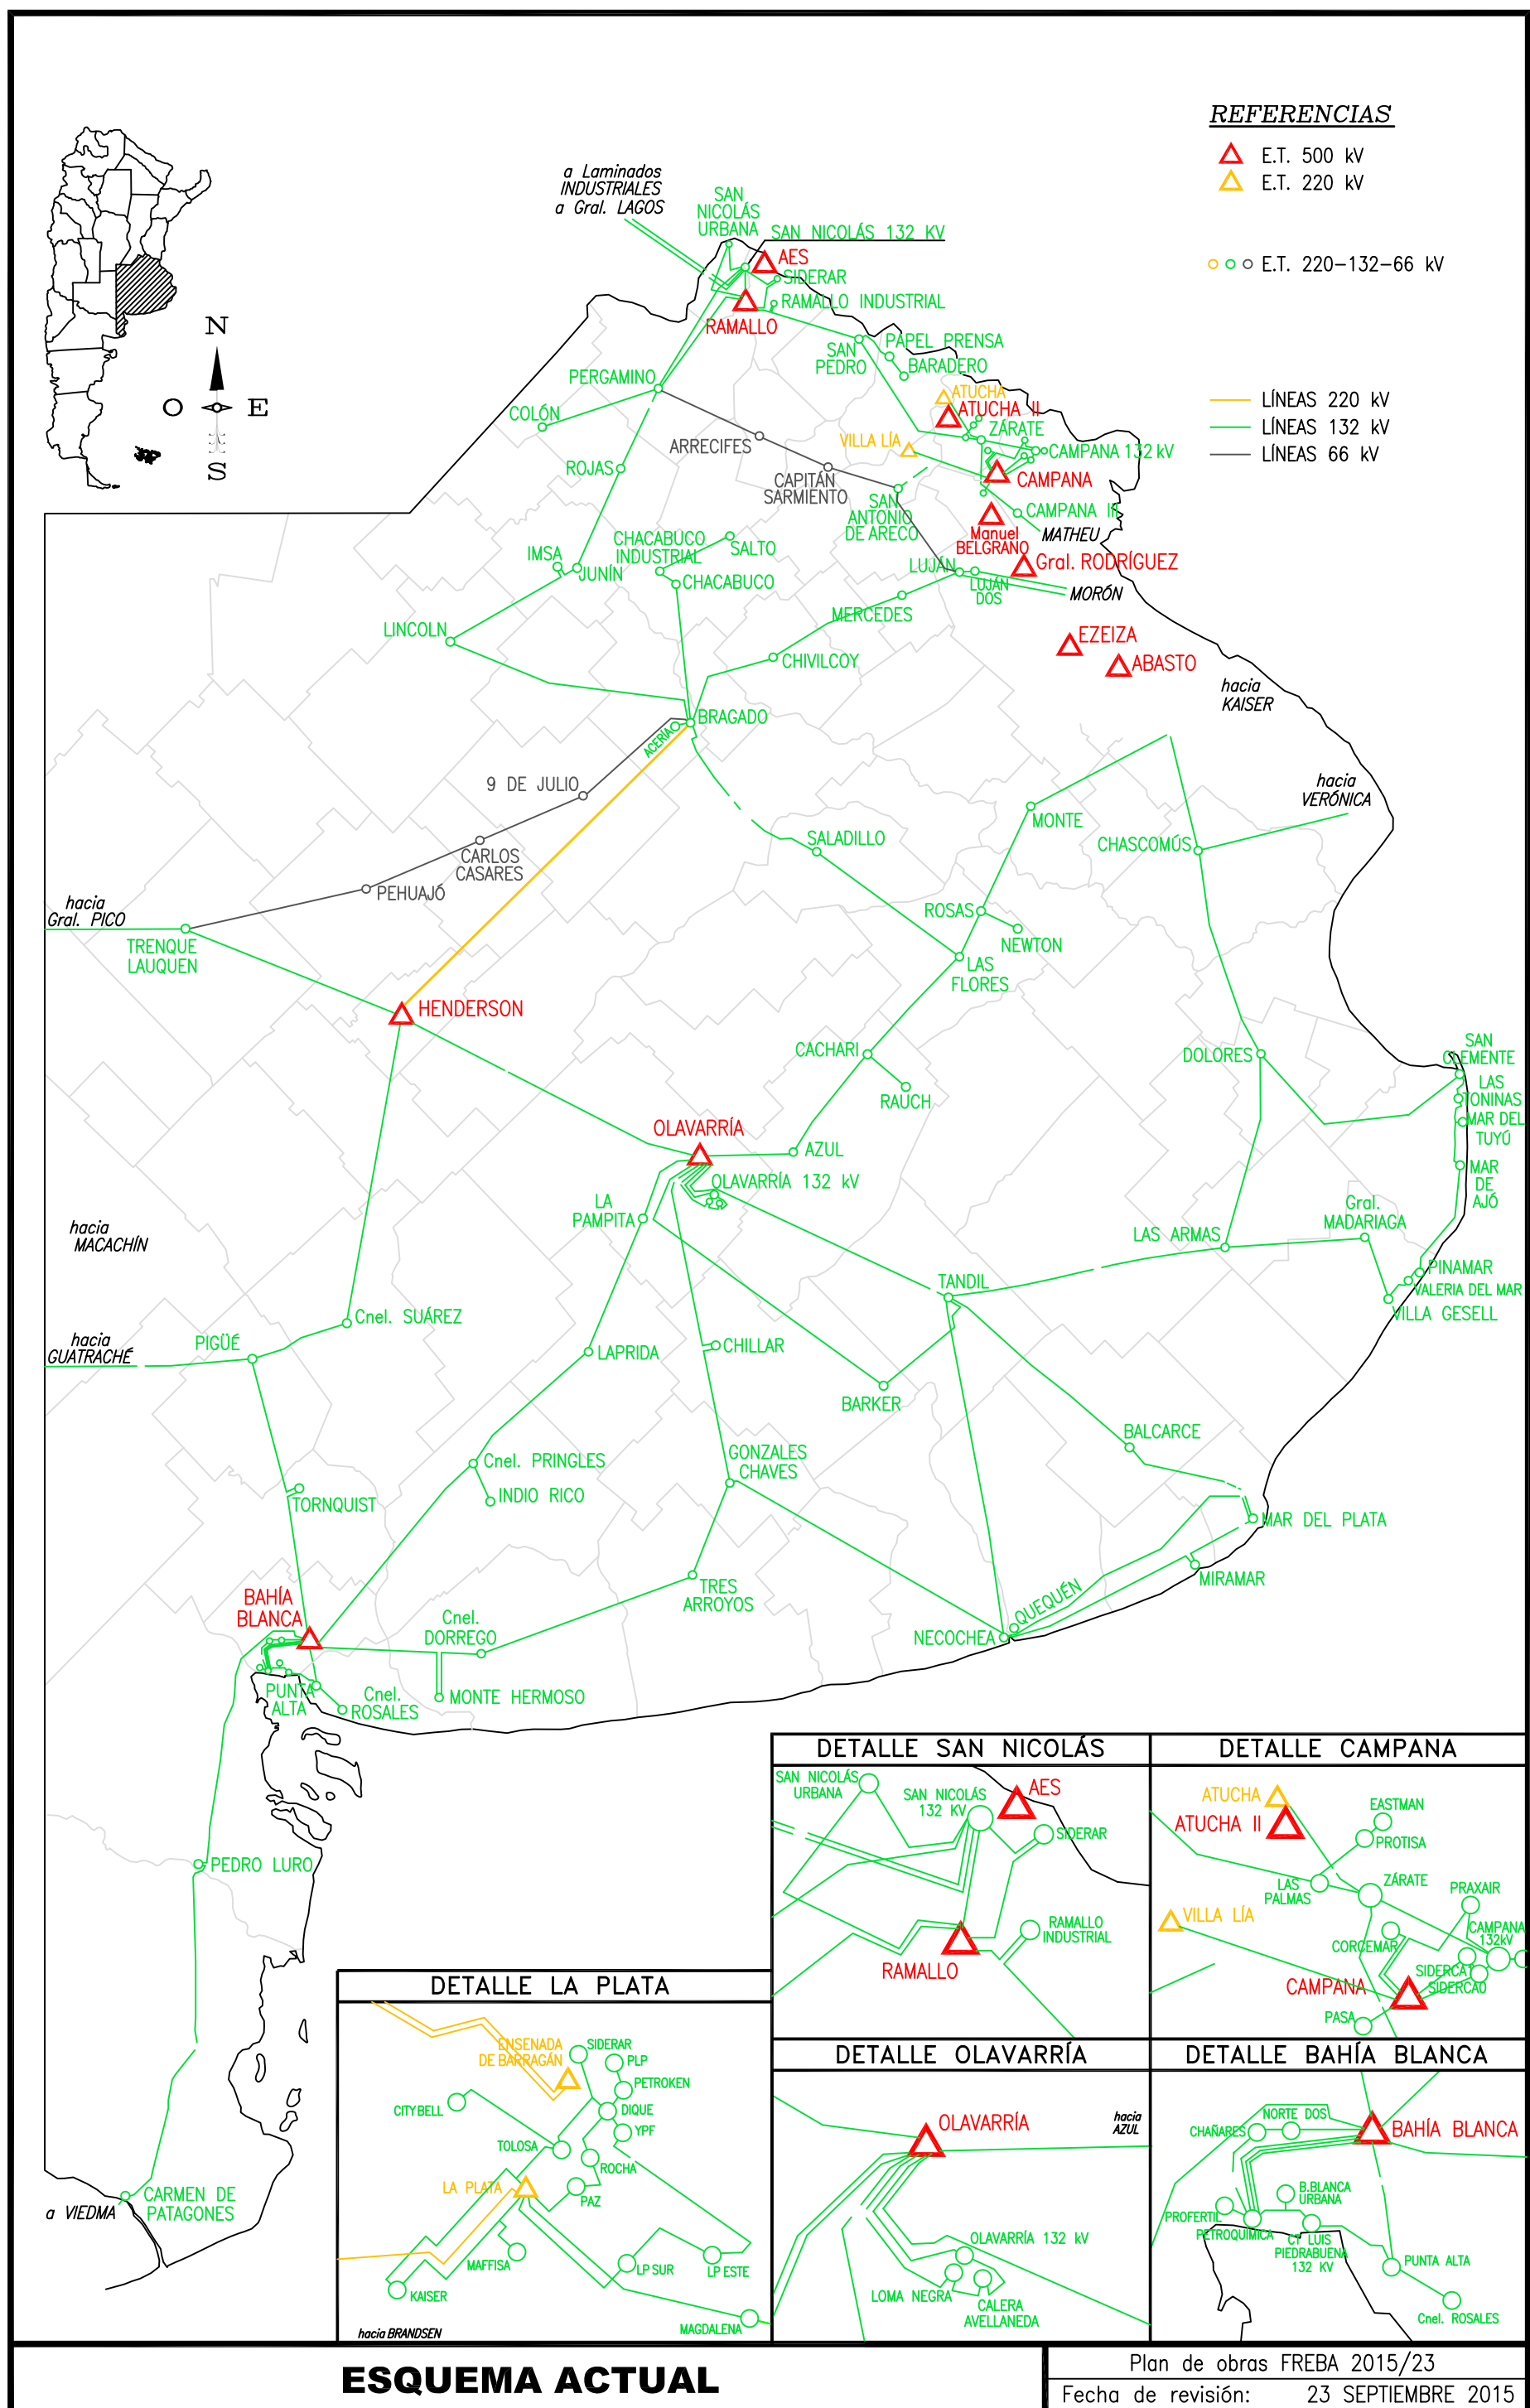 REFERENCIAS
E.T. 500 kV
E.T. 220 kV
E.T. 220-132-66 kV
LÍNEAS 220 kV
LÍNEAS 132 kV
LÍNEAS 66 kV
N
O
E
S
a Laminados
INDUSTRIALES
a Gral. LAGOS
SAN
NICOLÁS
URBANA
SAN NICOLÁS 132 KV
AES
SIDERAR
RAMALLO INDUSTRIAL
RAMALLO
SAN
PEDRO
PAPEL PRENSA
BARADERO
PERGAMINO
COLÓN
ATUCHA
ATUCHA II
ZÁRATE
VILLA LÍA
CAMPANA 132 kV
CAMPANA
ARRECIFES
ROJAS
CAPITÁN
SARMIENTO
SAN
ANTONIO
DE ARECO
CAMPANA III
MATHEU
Manuel
BELGRANO
Gral. RODRÍGUEZ
CHACABUCO
INDUSTRIAL
SALTO
IMSA
JUNÍN
CHACABUCO
LUJÁN
LUJÁN
DOS
MORÓN
MERCEDES
LINCOLN
CHIVILCOY
EZEIZA
ABASTO
hacia
KAISER
BRAGADO
ACERÍA
9 DE JULIO
hacia
VERÓNICA
MONTE
SALADILLO
CHASCOMÚS
CARLOS
CASARES
PEHUAJÓ
hacia
Gral. PICO
TRENQUE
LAUQUEN
ROSAS
NEWTON
LAS
FLORES
HENDERSON
CACHARI
RAUCH
DOLORES
SAN
CLEMENTE
LAS
TONINAS
MAR DEL
TUYÚ
MAR
DE
AJÓ
OLAVARRÍA
AZUL
OLAVARRÍA 132 kV
LA
PAMPITA
hacia
MACACHÍN
Gral.
MADARIAGA
LAS ARMAS
PINAMAR
VALERIA DEL MAR
VILLA GESELL
TANDIL
Cnel. SUÁREZ
PIGÜÉ
hacia
GUATRACHÉ
LAPRIDA
CHILLAR
BARKER
BALCARCE
Cnel. PRINGLES
INDIO RICO
GONZALES
CHAVES
TORNQUIST
MAR DEL PLATA
MIRAMAR
TRES
ARROYOS
QUEQUÉN
NECOCHEA
BAHÍA
BLANCA
Cnel.
DORREGO
MONTE HERMOSO
PUNTA
ALTA
Cnel.
ROSALES
PEDRO LURO
a VIEDMA
CARMEN DE
PATAGONES
DETALLE SAN NICOLÁS
SAN NICOLÁS
URBANA
SAN NICOLÁS
132 KV
AES
SIDERAR
RAMALLO
INDUSTRIAL
RAMALLO
DETALLE CAMPANA
ATUCHA
ATUCHA II
EASTMAN
PROTISA
LAS
PALMAS
ZÁRATE
PRAXAIR
VILLA LÍA
CAMPANA
132kV
CORCEMAR
SIDERCA
SIDERCA0
CAMPANA
PASA
DETALLE LA PLATA
ENSENADA
DE BARRAGÁN
SIDERAR
PLP
PETROKEN
CITY BELL
DIQUE
YPF
TOLOSA
ROCHA
LA PLATA
PAZ
MAFFISA
LP SUR
LP ESTE
KAISER
MAGDALENA
hacia BRANDSEN
DETALLE OLAVARRÍA
OLAVARRÍA
hacia
AZUL
OLAVARRÍA 132 kV
LOMA NEGRA
CALERA
AVELLANEDA
DETALLE BAHÍA BLANCA
NORTE DOS
CHAÑARES
BAHÍA BLANCA
B.BLANCA
URBANA
PROFERTIL
PETROQUÍMICA
CT LUIS
PIEDRABUENA
132 KV
PUNTA ALTA
Cnel. ROSALES
ESQUEMA ACTUAL
Plan de obras FREBA 2015/23
Fecha de revisión: 23 SEPTIEMBRE 2015